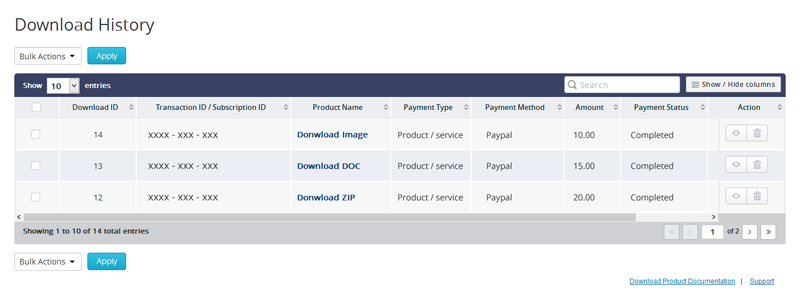 Download History
Bulk Actions Apply
Show 10 entries Search Show / Hide columns
Download ID Transaction ID / Subscription ID Product Name Payment Type Payment Method Amount Payment Status Action
14 XXXX - XXX - XXX Donwload Image Product / service Paypal 10.00 Completed
13 XXXX - XXX - XXX Download DOC Product / service Paypal 15.00 Completed
12 XXXX - XXX - XXX Donwload ZIP Product / service Paypal 20.00 Completed
Showing 1 to 10 of 14 total entries 1 of 2
Bulk Actions Apply
Download Product Documentation | Support